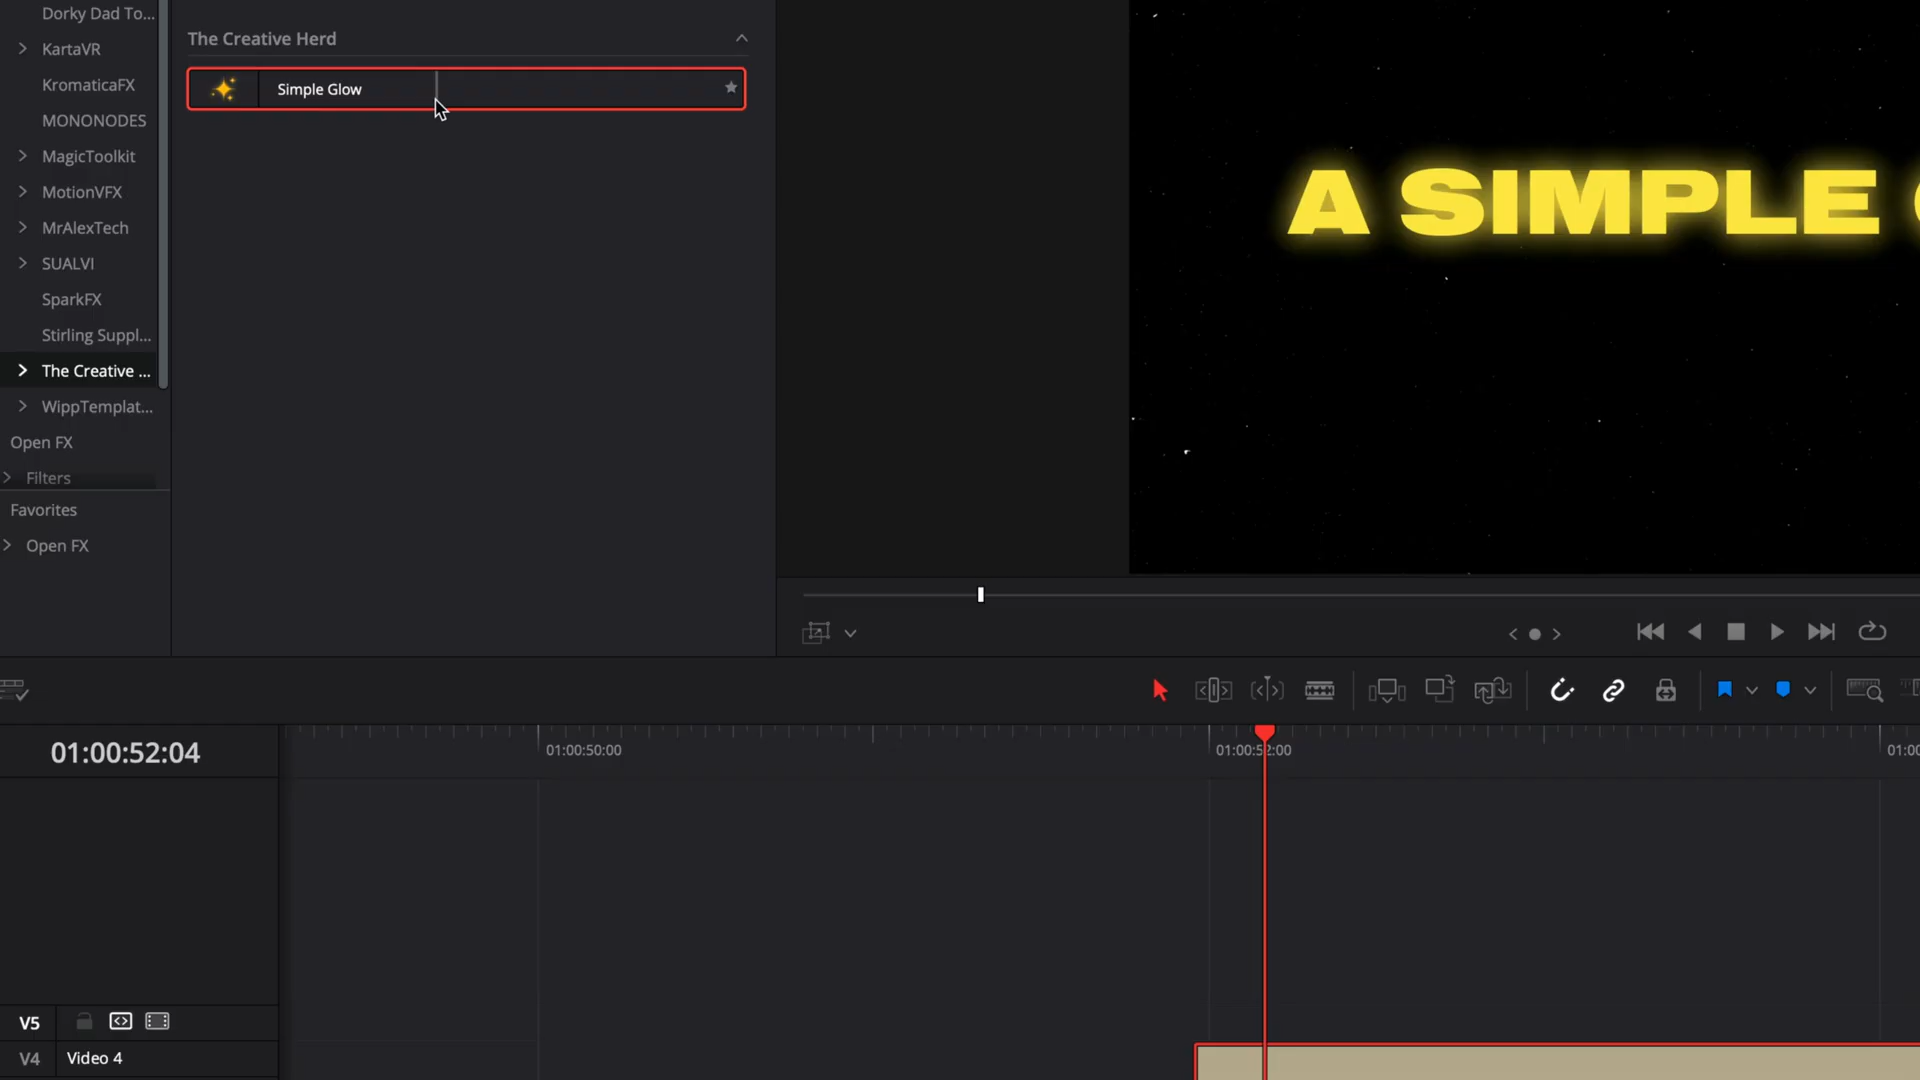 Dorky Dad To...
KartaVR
KromaticaFX
MONONODES
MagicToolkit
MotionVFX
MrAlexTech
SUALVI
SparkFX
Stirling Suppl...
The Creative ...
WippTemplat...
Open FX
Filters
Favorites
Open FX
The Creative Herd
Simple Glow
A SIMPLE
01:00:52:04
01:00:50:00
01:00:52:00
01:00
V5
V4 Video 4